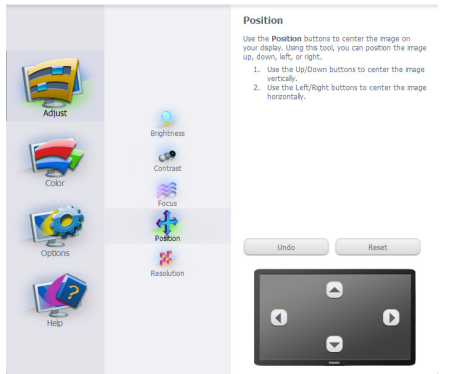 Adjust
Color
Options
Help
Brightness
Contrast
Focus
Position
Resolution
Position
Use the Position buttons to center the image on
your display. Using this tool, you can position the image
up, down, left, or right.
1. Use the Up/Down buttons to center the image
vertically.
2. Use the Left/Right buttons to center the image
horizontally.
Undo
Reset
PHILIPS